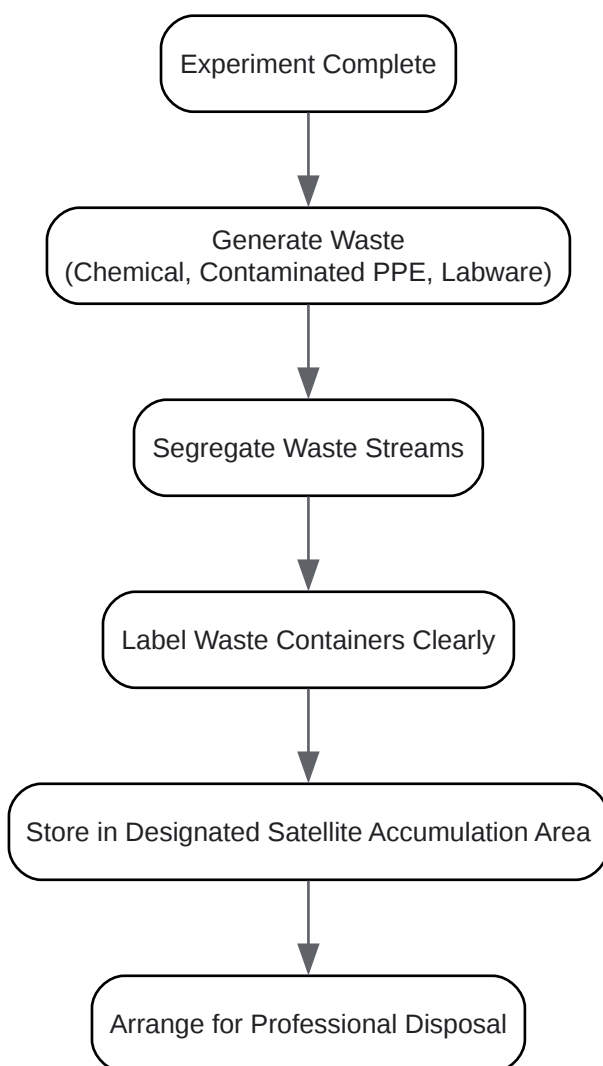 Experiment Complete
Generate Waste
(Chemical, Contaminated PPE, Labware)
Segregate Waste Streams
Label Waste Containers Clearly
Store in Designated Satellite Accumulation Area
Arrange for Professional Disposal